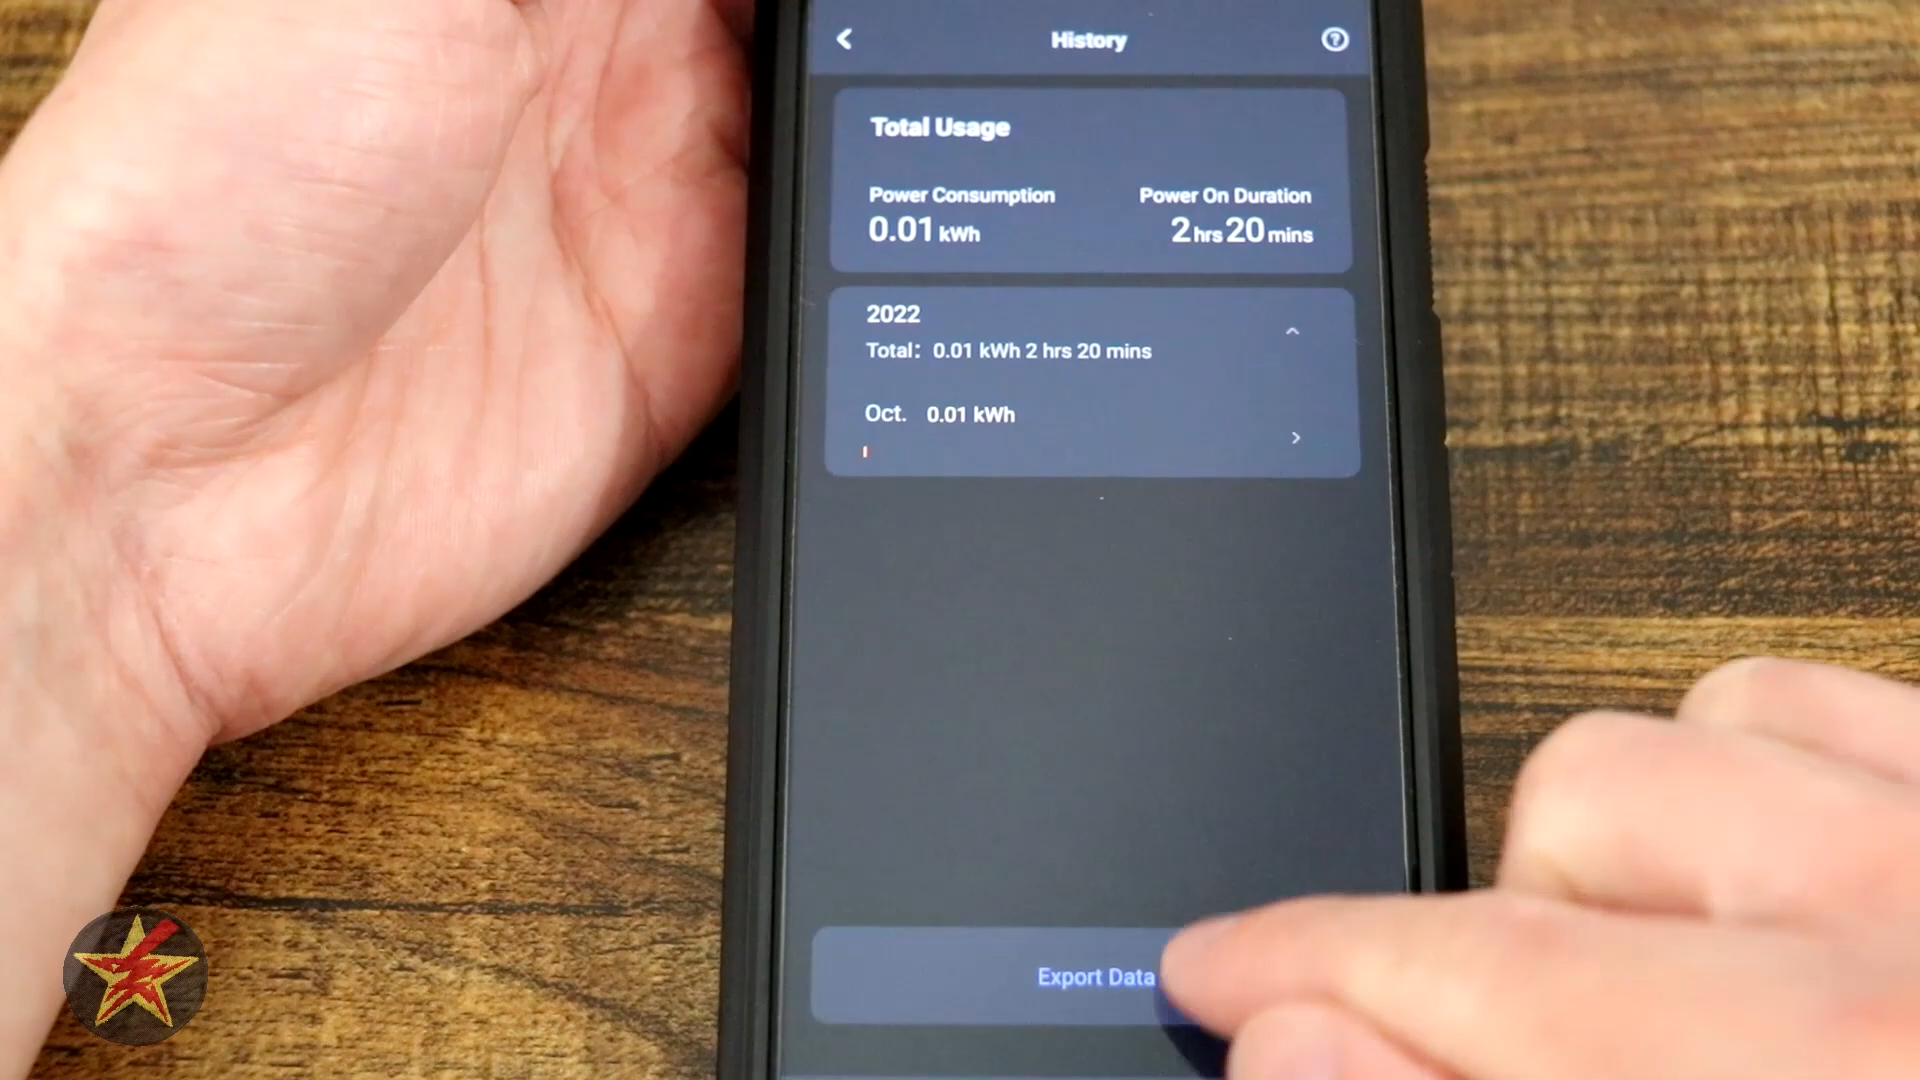 History
Total Usage
Power Consumption
Power On Duration
0.01 kWh
2 hrs 20 mins
2022
Total: 0.01 kWh 2 hrs 20 mins
Oct. 0.01 kWh
Export Data